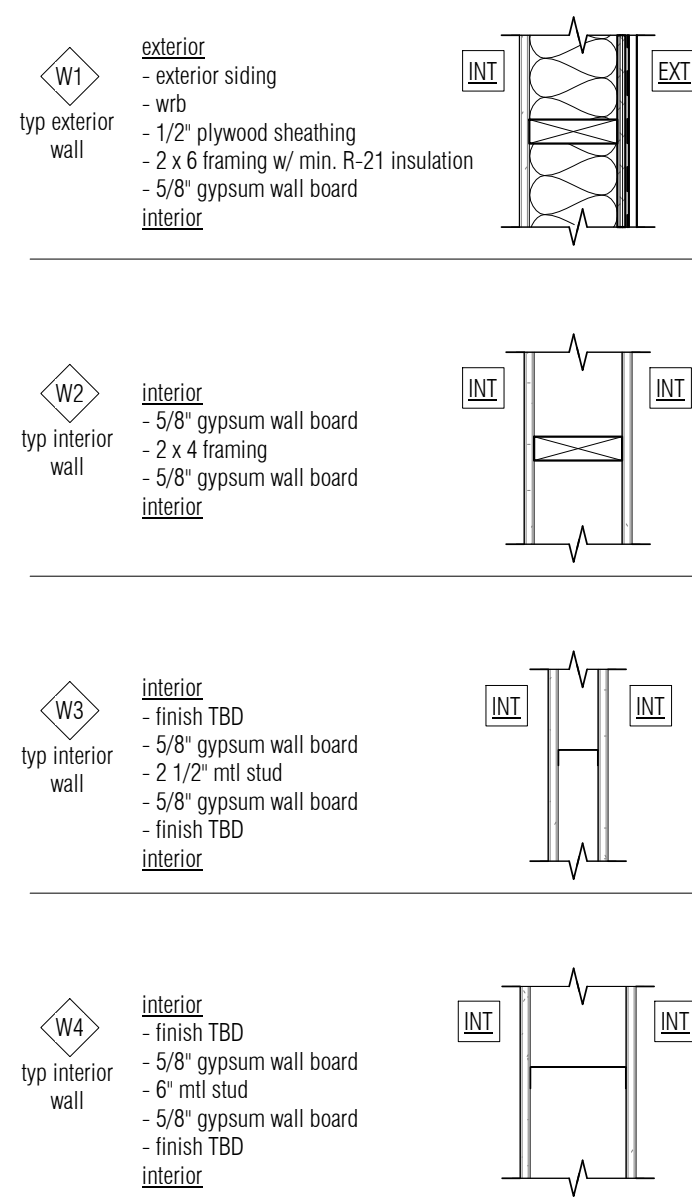 W1
typ exterior
wall
exterior
- exterior siding
- wrb
- 1/2" plywood sheathing
- 2 x 6 framing w/ min. R-21 insulation
- 5/8" gypsum wall board
interior
INT
EXT
W2
typ interior
wall
interior
- 5/8" gypsum wall board
- 2 x 4 framing
- 5/8" gypsum wall board
interior
INT
INT
W3
typ interior
wall
interior
- finish TBD
- 5/8" gypsum wall board
- 2 1/2" mtl stud
- 5/8" gypsum wall board
- finish TBD
interior
INT
INT
W4
typ interior
wall
interior
- finish TBD
- 5/8" gypsum wall board
- 6" mtl stud
- 5/8" gypsum wall board
- finish TBD
interior
INT
INT